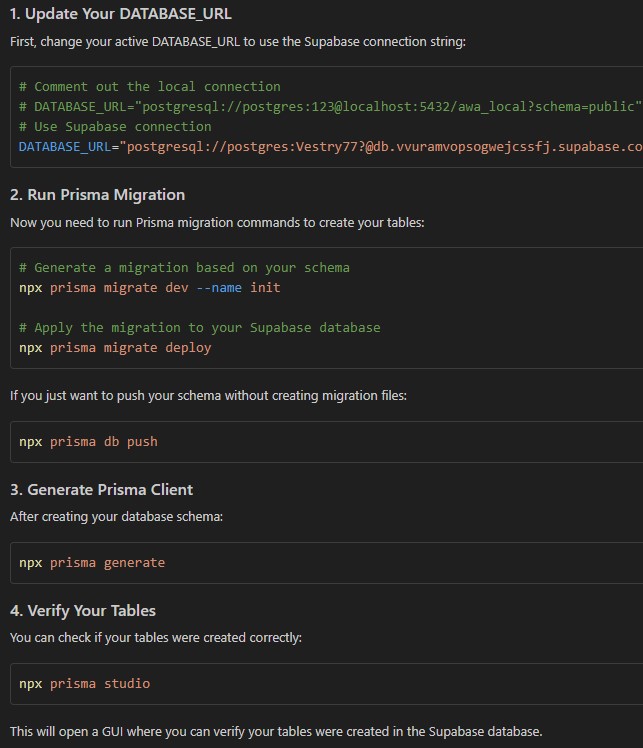 1. Update Your DATABASE_URL
First, change your active DATABASE_URL to use the Supabase connection string:
# Comment out the local connection
# DATABASE_URL="postgresql://postgres:123@localhost:5432/awa_local?schema=public"
# Use Supabase connection
DATABASE_URL="postgresql://postgres:Vestry77?@db.vvuramvopsogwejcssfj.supabase.co
2. Run Prisma Migration
Now you need to run Prisma migration commands to create your tables:
# Generate a migration based on your schema
npx prisma migrate dev --name init
# Apply the migration to your Supabase database
npx prisma migrate deploy
If you just want to push your schema without creating migration files:
npx prisma db push
3. Generate Prisma Client
After creating your database schema:
npx prisma generate
4. Verify Your Tables
You can check if your tables were created correctly:
npx prisma studio
This will open a GUI where you can verify your tables were created in the Supabase database.